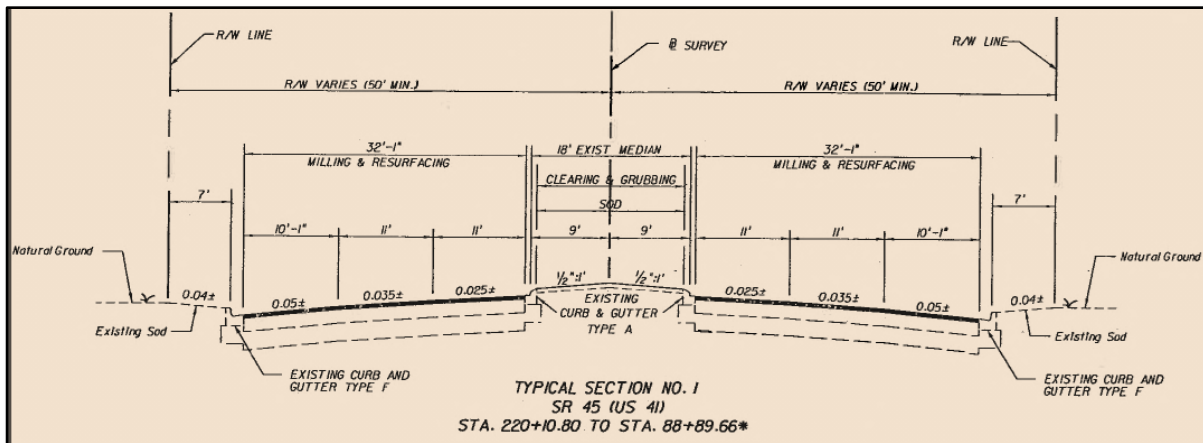 R/W LINE
℄ SURVEY
R/W LINE
R/W VARIES (50' MIN.)
R/W VARIES (50' MIN.)
32'-1"
MILLING & RESURFACING
18' EXIST MEDIAN
32'-1"
MILLING & RESURFACING
CLEARING & GRUBBING
SOD
7'
7'
10'-1"
11'
11'
9'
9'
11'
11'
10'-1"
Natural Ground
Natural Ground
1/2":1'
1/2":1'
0.04±
0.05±
0.035±
0.025±
0.025±
0.035±
0.05±
0.04±
Existing Sod
Existing Sod
EXISTING
CURB & GUTTER
TYPE A
EXISTING CURB AND
GUTTER TYPE F
EXISTING CURB AND
GUTTER TYPE F
TYPICAL SECTION NO. 1
SR 45 (US 41)
STA. 220+10.80 TO STA. 88+89.66*